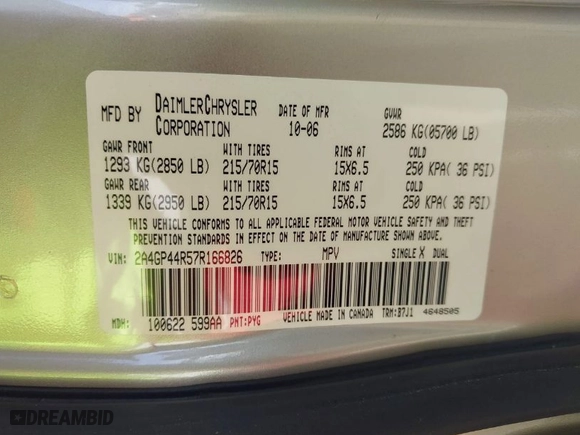 MFD BY DAIMLERCHRYSLER CORPORATION DATE OF MFR 10-06 GVWR 2586 KG(05700 LB)
GAWR FRONT WITH TIRES RIMS AT COLD
1293 KG(2850 LB) 215/70R15 15X6.5 250 KPA( 36 PSI)
GAWR REAR WITH TIRES RIMS AT COLD
1339 KG(2950 LB) 215/70R15 15X6.5 250 KPA( 36 PSI)
THIS VEHICLE CONFORMS TO ALL APPLICABLE FEDERAL MOTOR VEHICLE SAFETY AND THEFT
PREVENTION STANDARDS IN EFFECT ON THE DATE OF MANUFACTURE SHOWN ABOVE.
VIN: 2A4GP44R57R166826 TYPE: MPV SINGLE X DUAL
MDH: 100622 599AA PNT:PYG VEHICLE MADE IN CANADA TRM:B7J1 4648505
DREAMBID